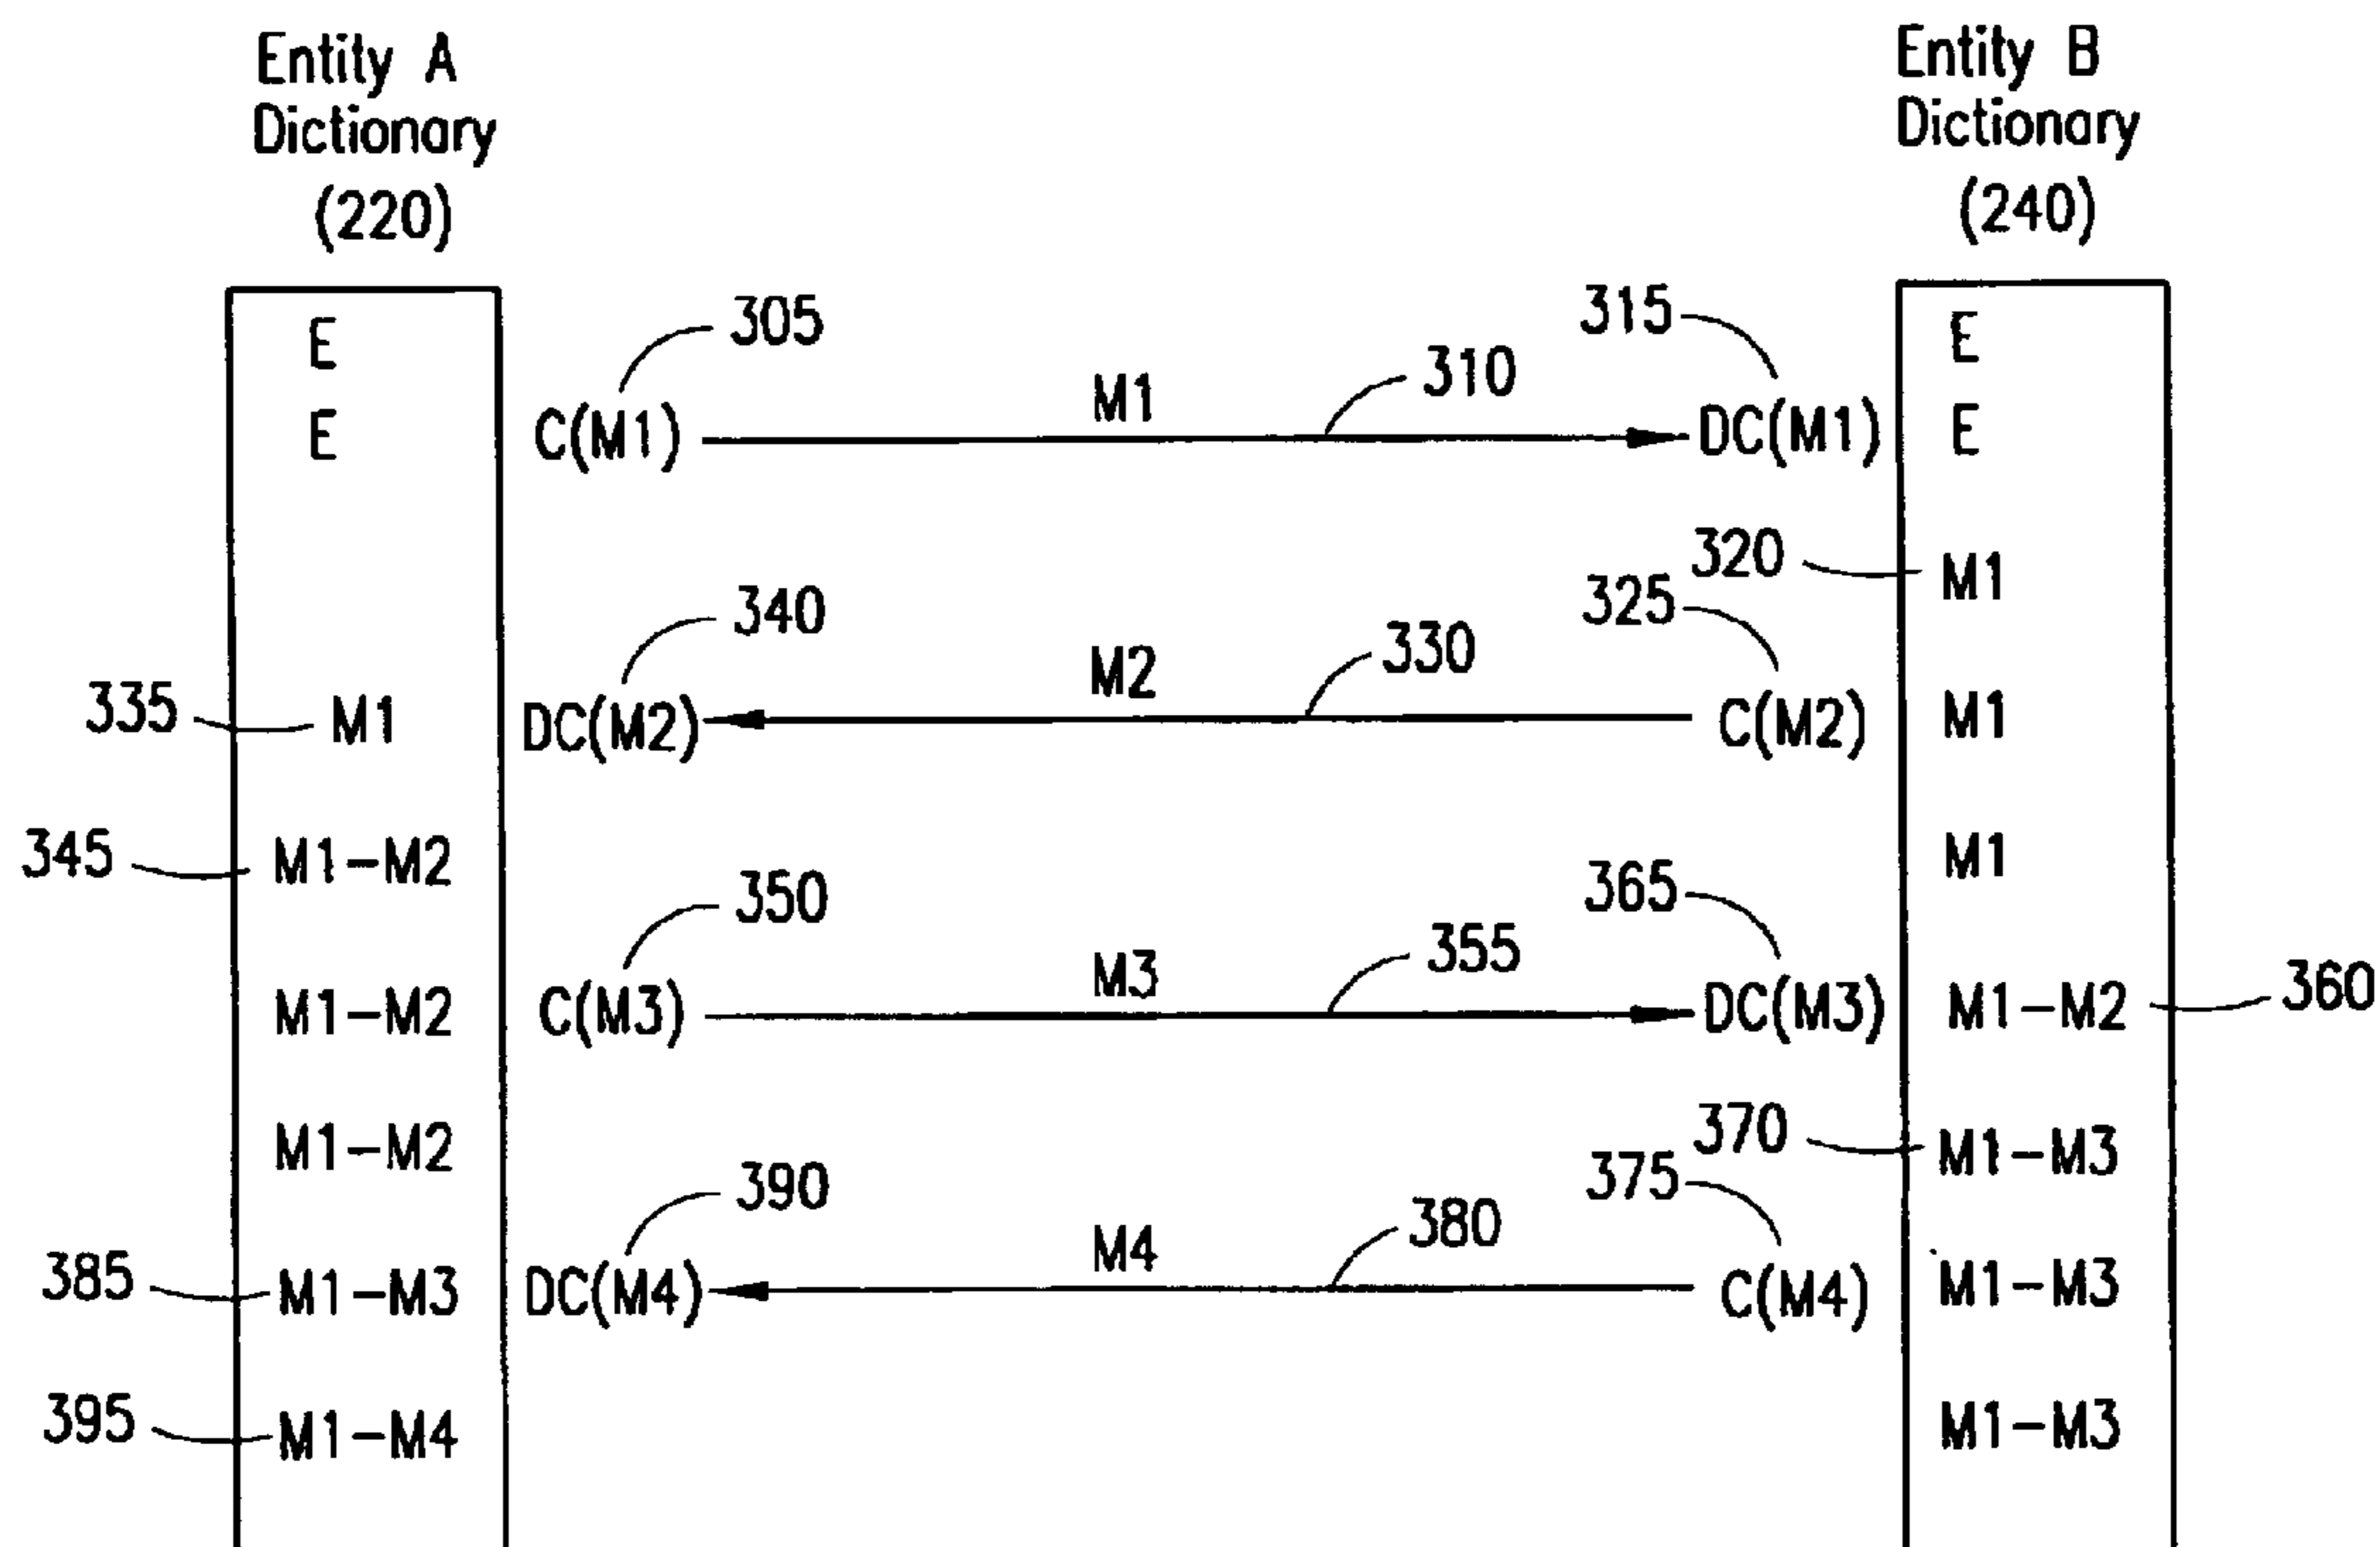 Entity A
Dictionary
(220)
Entity B
Dictionary
(240)
E
305
315
E
E
C(M1)
M1
310
DC(M1)
E
320
M1
340
325
335
M1
DC(M2)
M2
330
C(M2)
M1
345
M1-M2
M1
350
365
M1-M2
C(M3)
M3
355
DC(M3)
M1-M2
360
M1-M2
370
M1-M3
390
375
385
M1-M3
DC(M4)
M4
380
C(M4)
M1-M3
395
M1-M4
M1-M3